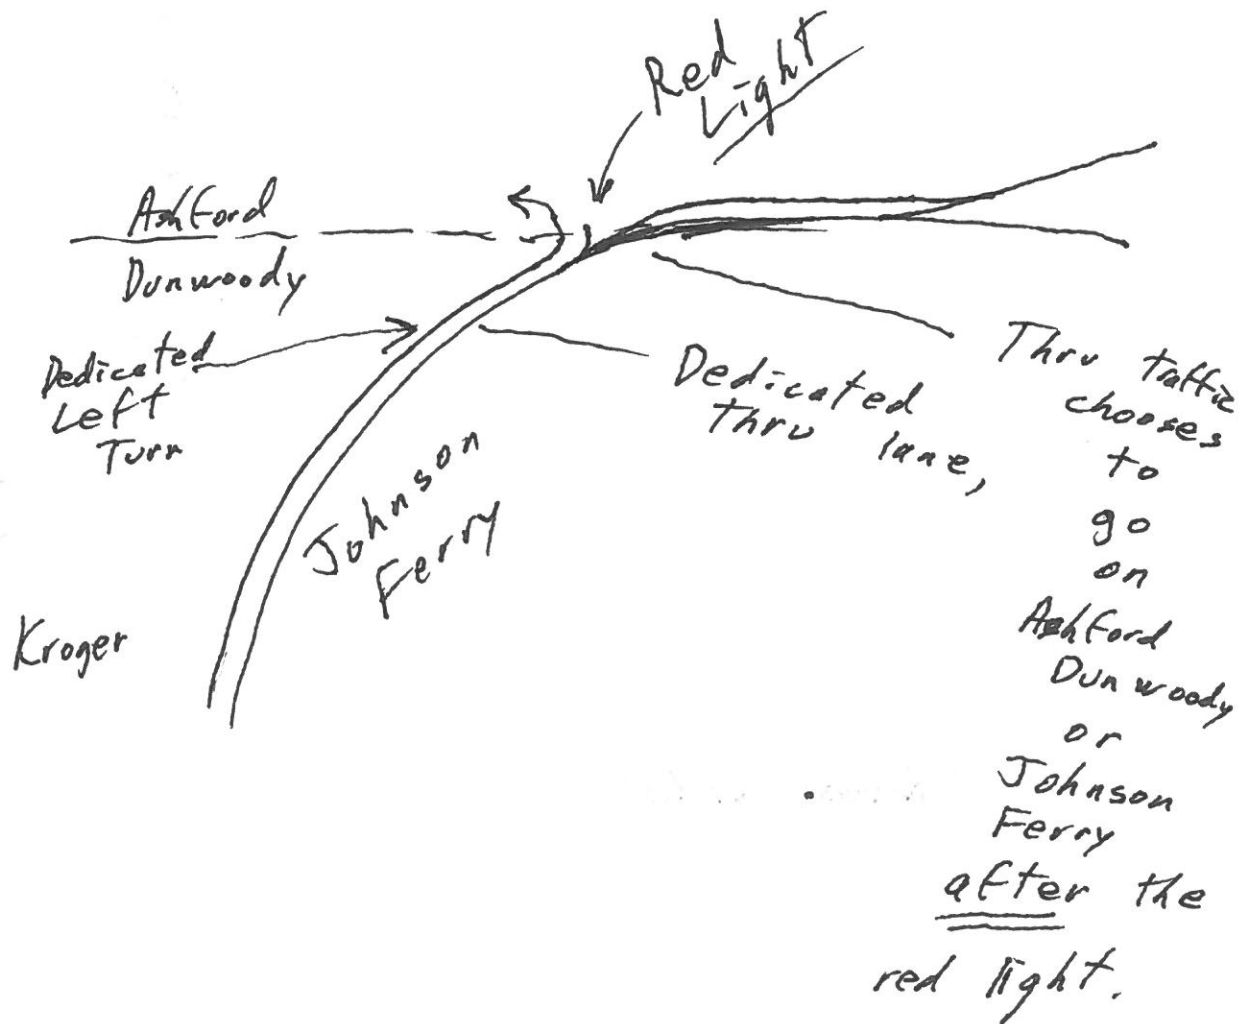 Red
Light
Ashford
Dunwoody
Dedicated
Left
Turn
Dedicated
Thru lane,
Johnson
Ferry
Kroger
Thru traffic
chooses
to
go
on
Ashford
Dunwoody
or
Johnson
Ferry
after the
red light.